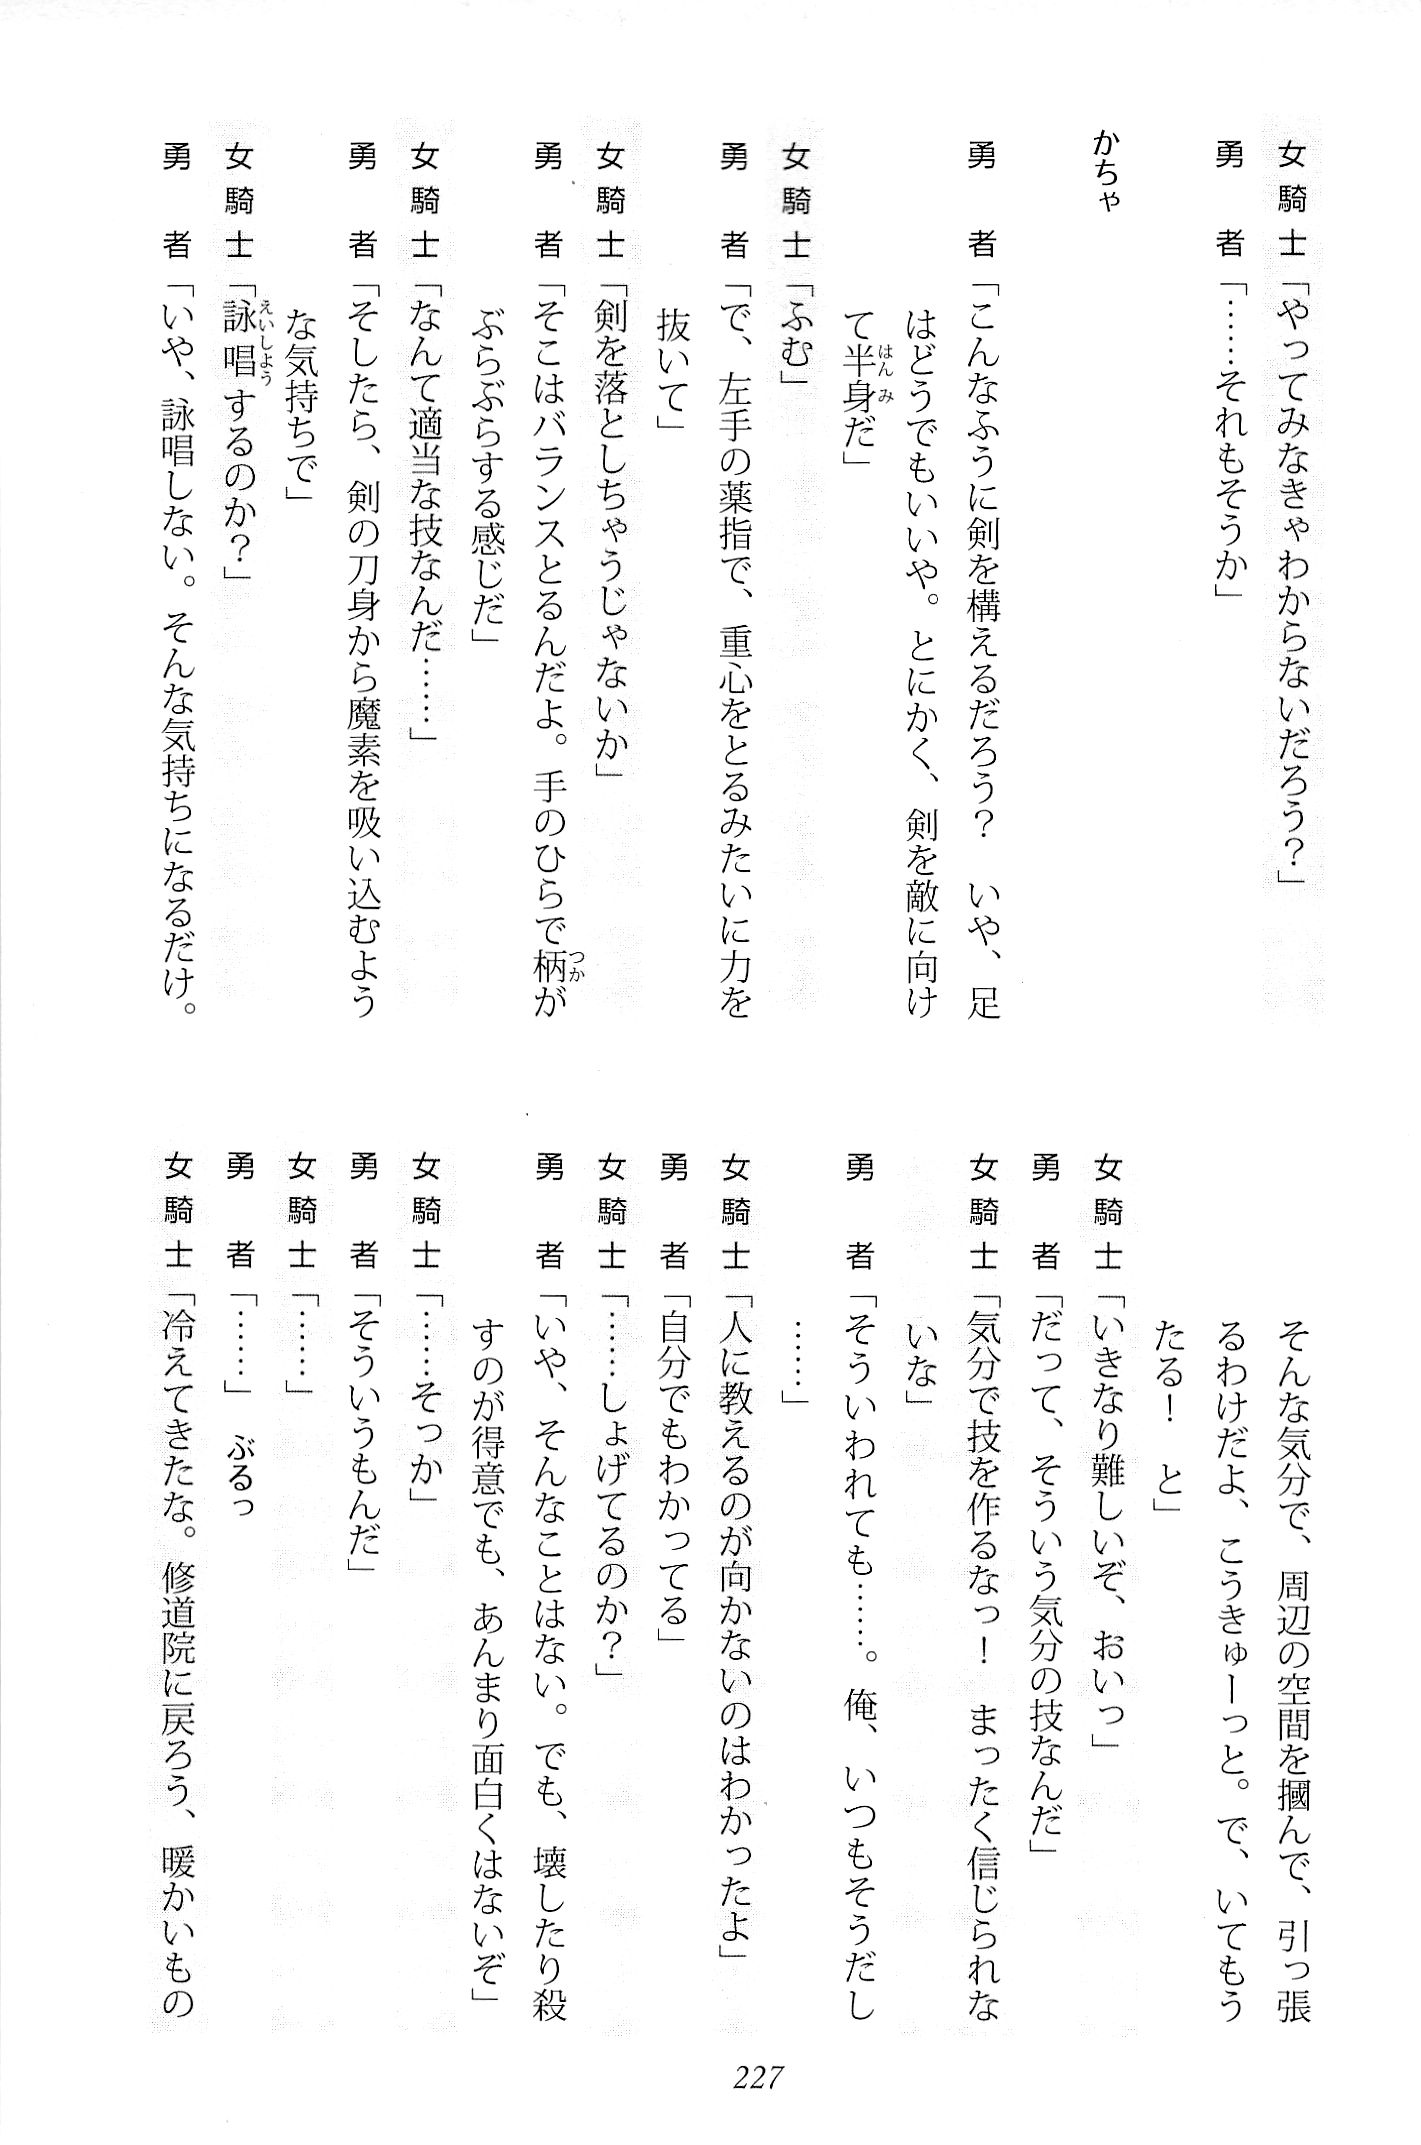 女騎士「やってみなきゃわからないだろう？」
勇　者「……それもそうか」
かちゃ
勇　者「こんなふうに剣を構えるだろう？　いや、足
はどうでもいいや。とにかく、剣を敵に向け
て半身だ」
女騎士「ふむ」
勇　者「で、左手の薬指で、重心をとるみたいに力を
抜いて」
女騎士「剣を落としちゃうじゃないか」
勇　者「そこはバランスとるんだよ。手のひらで柄が
ぶらぶらする感じだ」
女騎士「なんて適当な技なんだ……」
勇　者「そしたら、剣の刀身から魔素を吸い込むよう
な気持ちで」
女騎士「詠唱するのか？」
勇　者「いや、詠唱しない。そんな気持ちになるだけ。
そんな気分で、周辺の空間を摑んで、引っ張
るわけだよ、こうきゅーっと。で、いてもう
たる！　と」
女騎士「いきなり難しいぞ、おいっ」
勇　者「だって、そういう気分の技なんだ」
女騎士「気分で技を作るなっ！　まったく信じられな
いな」
勇　者「そういわれても……。俺、いつもそうだし
……」
女騎士「人に教えるのが向かないのはわかったよ」
勇　者「自分でもわかってる」
女騎士「……しょげてるのか？」
勇　者「いや、そんなことはない。でも、壊したり殺
すのが得意でも、あんまり面白くはないぞ」
女騎士「……そっか」
勇　者「そういうもんだ」
女騎士「……」
勇　者「……」　ぶるっ
女騎士「冷えてきたな。修道院に戻ろう、暖かいもの
227